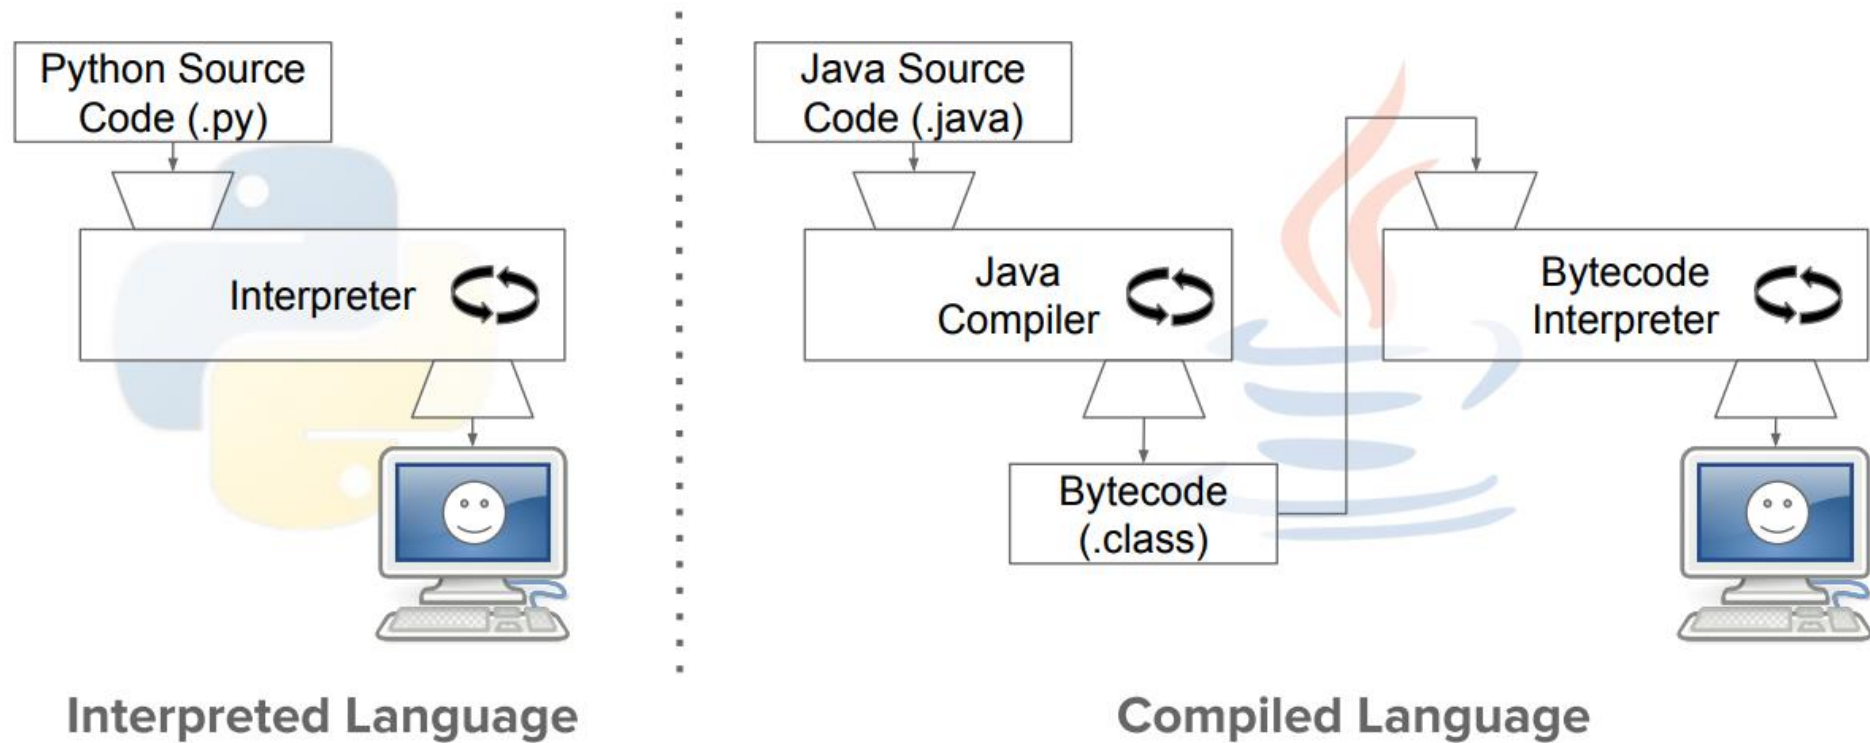 Python Source
Code (.py)
Interpreter
Interpreted Language
Java Source
Code (.java)
Java
Compiler
Bytecode
(.class)
Bytecode
Interpreter
Compiled Language